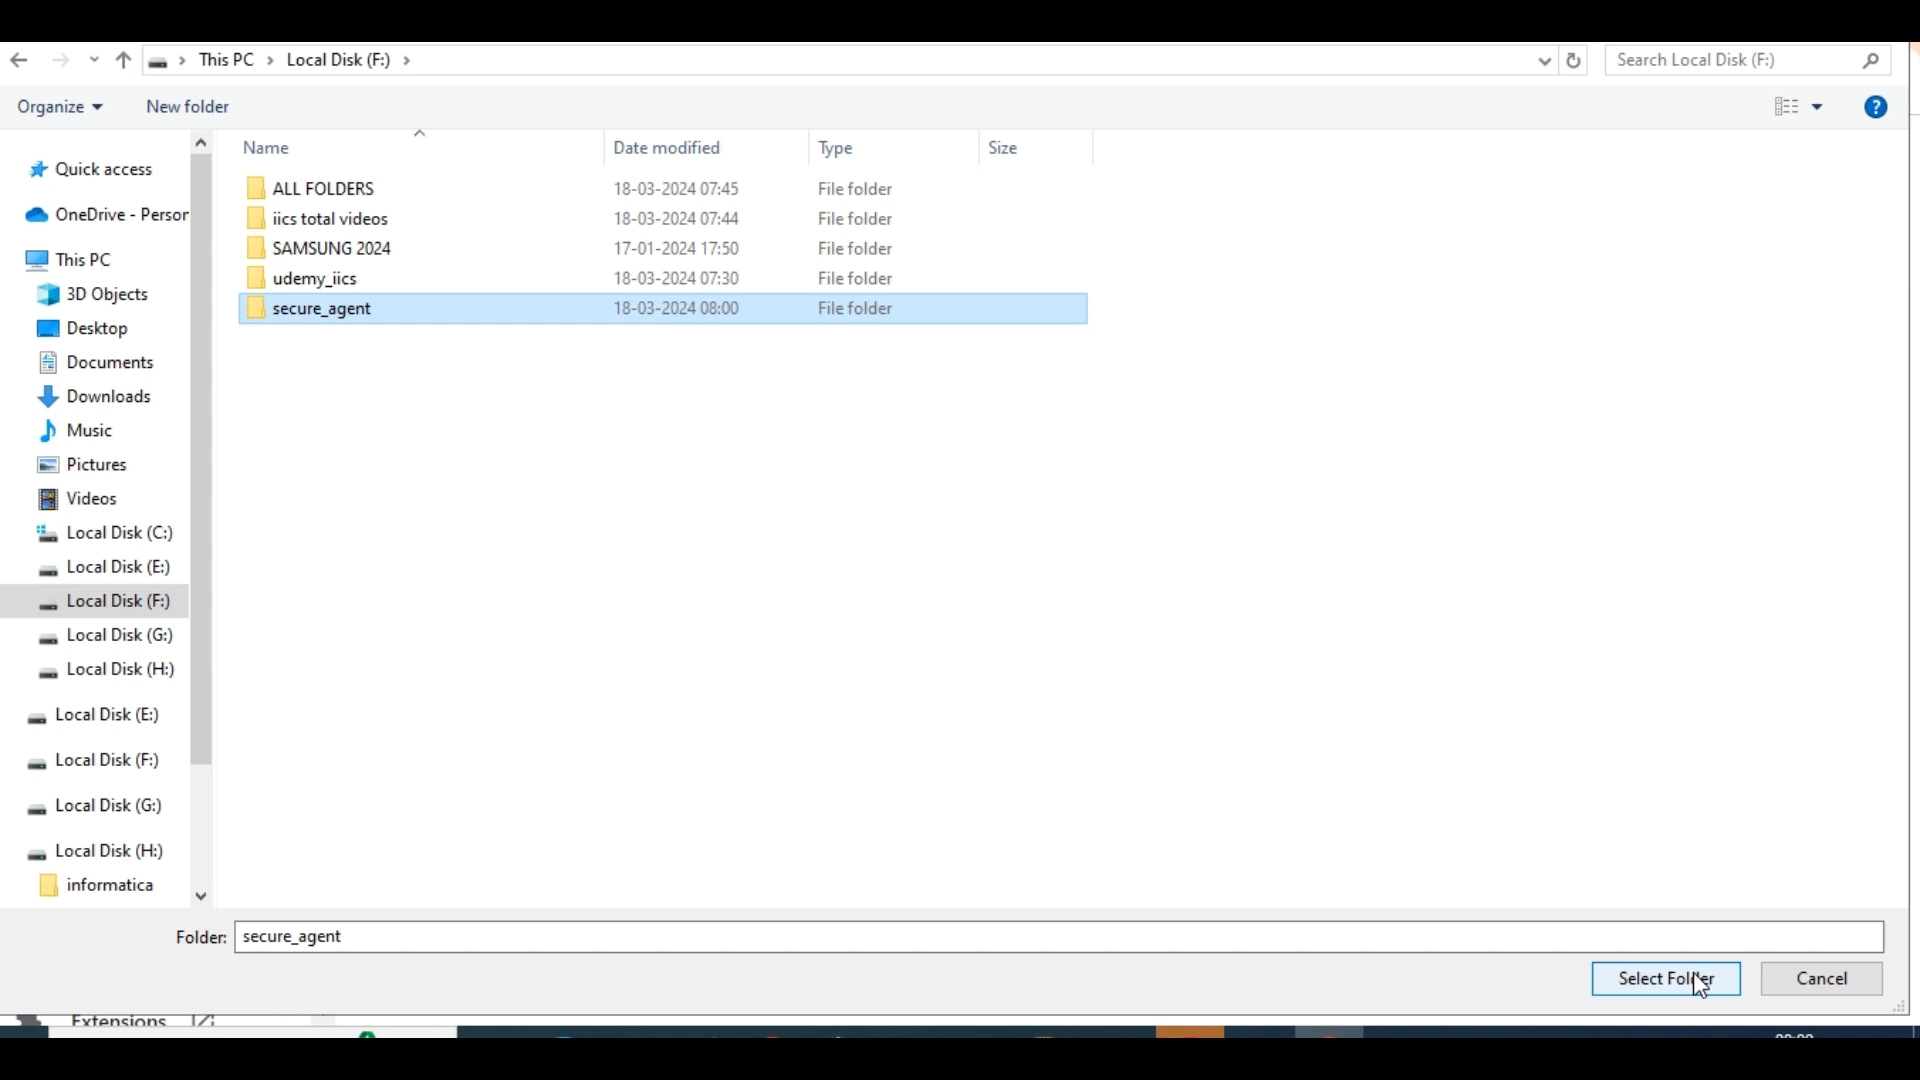 This PC > Local Disk (F:) >
Search Local Disk (F:)
Organize
New folder
?
Name Date modified Type Size
ALL FOLDERS 18-03-2024 07:45 File folder
iics total videos 18-03-2024 07:44 File folder
SAMSUNG 2024 17-01-2024 17:50 File folder
udemy_iics 18-03-2024 07:30 File folder
secure_agent 18-03-2024 08:00 File folder
Quick access
OneDrive - Person
This PC
3D Objects
Desktop
Documents
Downloads
Music
Pictures
Videos
Local Disk (C:)
Local Disk (E:)
Local Disk (F:)
Local Disk (G:)
Local Disk (H:)
Local Disk (E:)
Local Disk (F:)
Local Disk (G:)
Local Disk (H:)
informatica
Folder: secure_agent
Select Folder
Cancel
Extensions